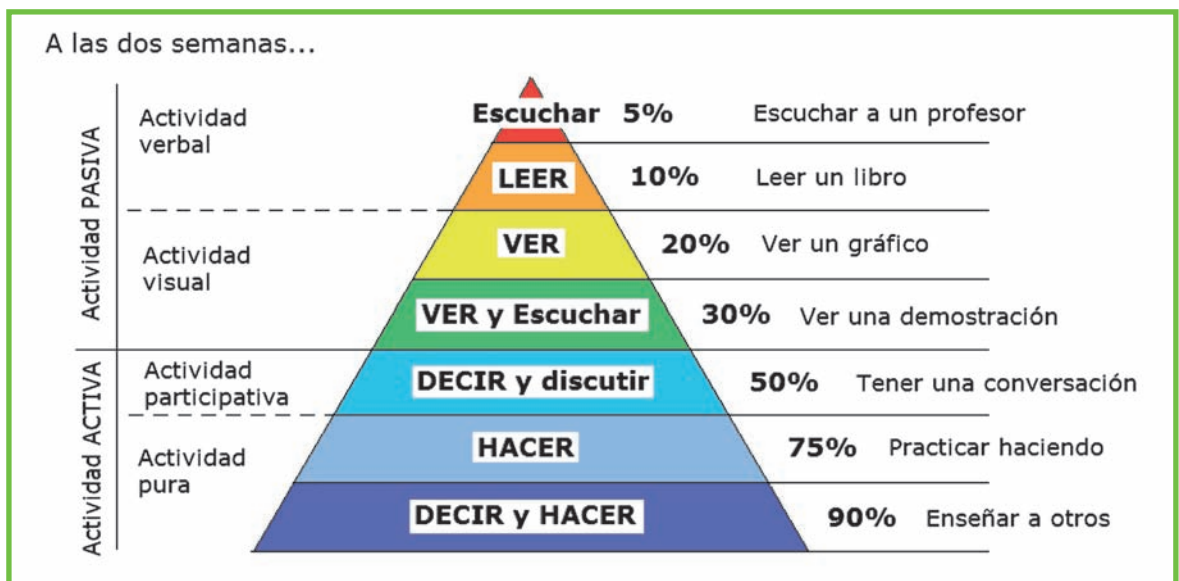 A las dos semanas...
Actividad PASIVA
Actividad
verbal
Escuchar 5% Escuchar a un profesor
LEER 10% Leer un libro
Actividad
visual
VER 20% Ver un gráfico
VER y Escuchar 30% Ver una demostración
Actividad ACTIVA
Actividad
participativa
DECIR y discutir 50% Tener una conversación
Actividad
pura
HACER 75% Practicar haciendo
DECIR y HACER 90% Enseñar a otros